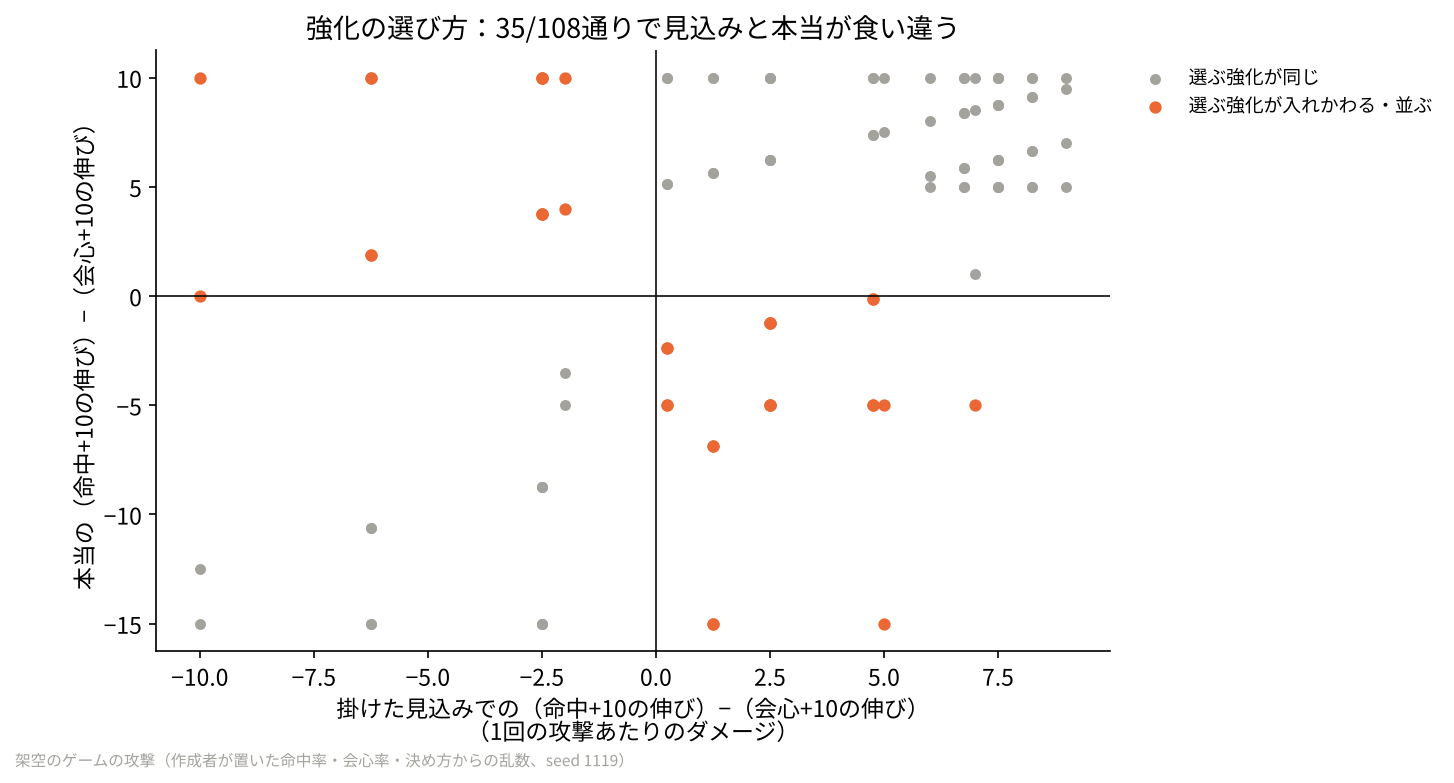 強化の選び方：35/108通りで見込みと本当が食い違う
選ぶ強化が同じ
選ぶ強化が入れかわる・並ぶ
本当の（命中+10の伸び）−（会心+10の伸び）
10
5
0
−5
−10
−15
−10.0
−7.5
−5.0
−2.5
0.0
2.5
5.0
7.5
掛けた見込みでの（命中+10の伸び）−（会心+10の伸び）
（1回の攻撃あたりのダメージ）
架空のゲームの攻撃（作成者が置いた命中率・会心率・決め方からの乱数、seed 1119）